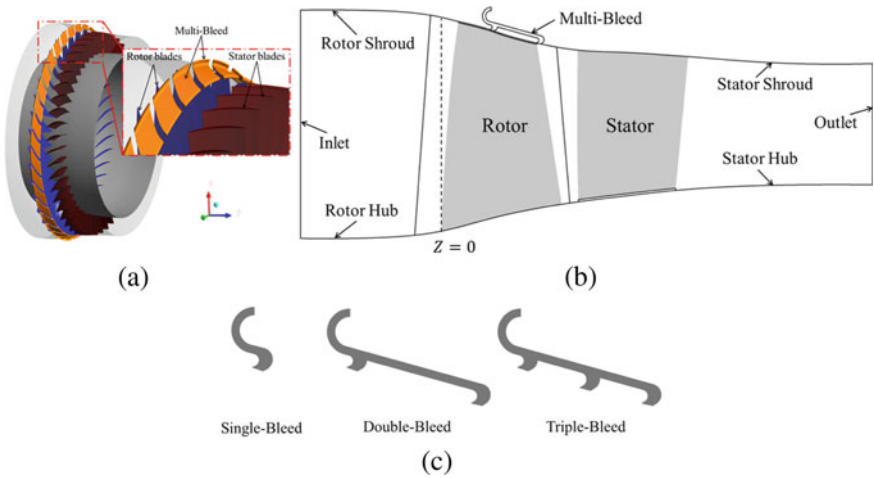 Multi-Bleed
Rotor blades
Stator blades
(a)
Rotor Shroud
Multi-Bleed
Stator Shroud
Rotor
Stator
Inlet
Outlet
Stator Hub
Rotor Hub
Z = 0
(b)
Single-Bleed
Double-Bleed
Triple-Bleed
(c)